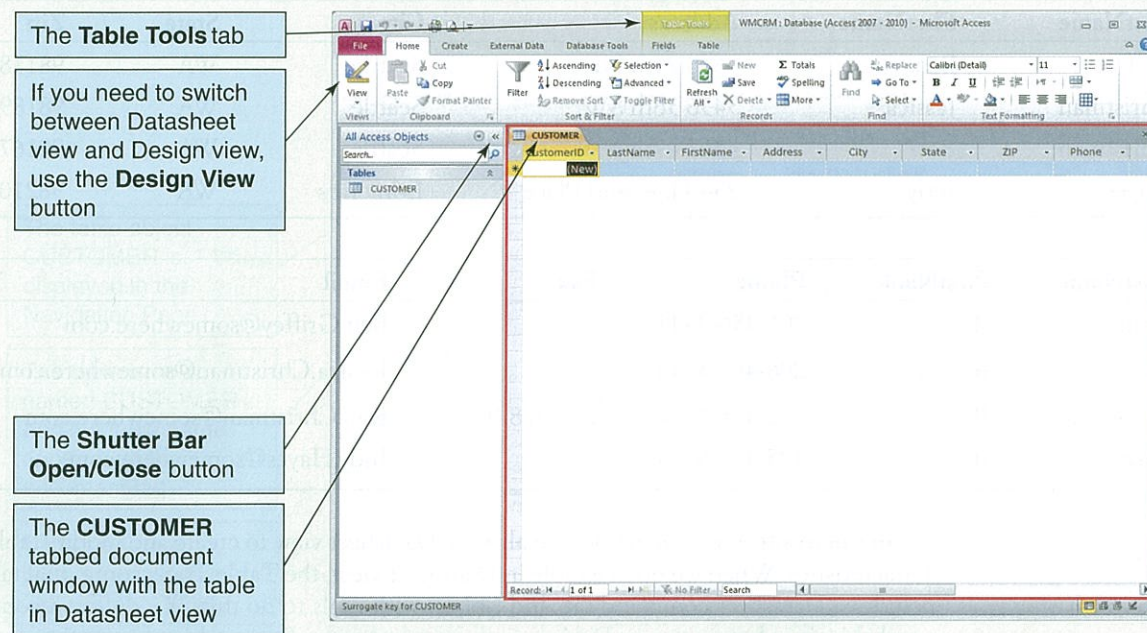 The Table Tools tab
If you need to switch
between Datasheet
view and Design view,
use the Design View
button
The Shutter Bar
Open/Close button
The CUSTOMER
tabbed document
window with the table
in Datasheet view
Table Tools WMCRM : Database (Access 2007 - 2010) - Microsoft Access
File Home Create External Data Database Tools Fields Table
View
Paste
Cut
Copy
Format Painter
Filter
Ascending
Descending
Remove Sort
Selection
Advanced
Toggle Filter
Refresh
All
New
Save
Delete
Totals
Spelling
More
Find
Replace
Go To
Select
Calibri (Detail) 11
B I U
A
Views Clipboard Sort & Filter Records Find Text Formatting
All Access Objects
Search...
Tables
CUSTOMER
CUSTOMER
CustomerID LastName FirstName Address City State ZIP Phone
(New)
Record: 1 of 1 No Filter Search
Surrogate key for CUSTOMER